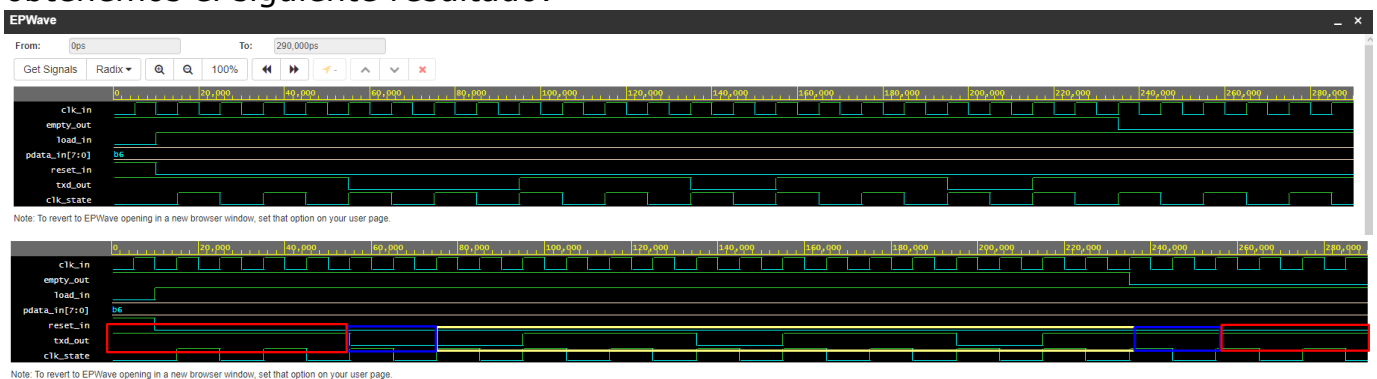 obtenemos el siguiente resultado:
EPWave
From: 0ps To: 290,000ps
Get Signals Radix 100%
0 20,000 40,000 60,000 80,000 100,000 120,000 140,000 160,000 180,000 200,000 220,000 240,000 260,000 280,000
clk_in
empty_out
load_in
pdata_in[7:0] b6
reset_in
txd_out
clk_state
Note: To revert to EPWave opening in a new browser window, set that option on your user page.
0 20,000 40,000 60,000 80,000 100,000 120,000 140,000 160,000 180,000 200,000 220,000 240,000 260,000 280,000
clk_in
empty_out
load_in
pdata_in[7:0] b6
reset_in
txd_out
clk_state
Note: To revert to EPWave opening in a new browser window, set that option on your user page.